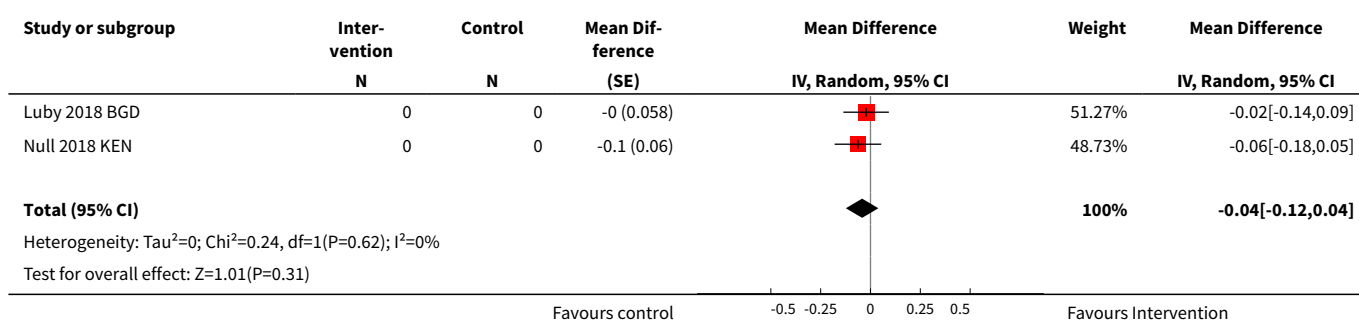 Study or subgroup Inter- Control Mean Dif- Mean Difference Weight Mean Difference
vention ference
N N (SE) IV, Random, 95% CI IV, Random, 95% CI
Luby 2018 BGD 0 0 -0 (0.058) 51.27% -0.02[-0.14,0.09]
Null 2018 KEN 0 0 -0.1 (0.06) 48.73% -0.06[-0.18,0.05]
Total (95% CI) 100% -0.04[-0.12,0.04]
Heterogeneity: Tau²=0; Chi²=0.24, df=1(P=0.62); I²=0%
Test for overall effect: Z=1.01(P=0.31)
Favours control -0.5 -0.25 0 0.25 0.5 Favours Intervention